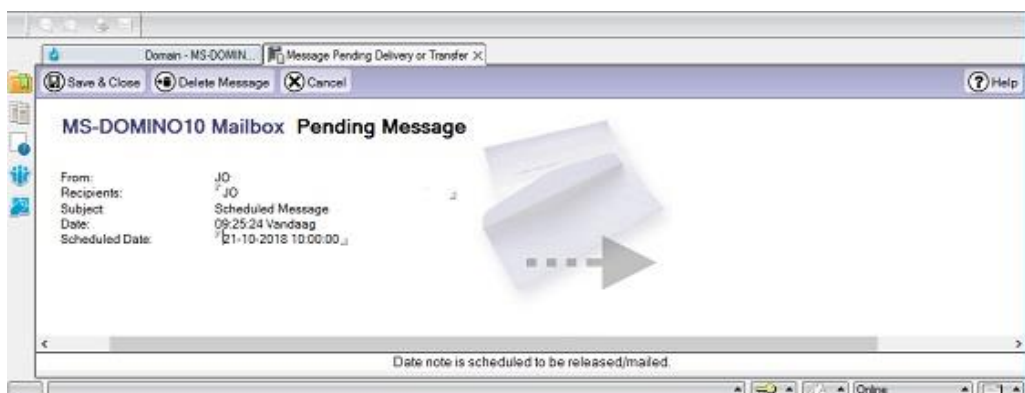 Domain - MS-DOMIN... Message Pending Delivery or Transfer
Save & Close Delete Message Cancel Help
MS-DOMINO10 Mailbox Pending Message
From: JO
Recipients: JO
Subject: Scheduled Message
Date: 09:25:24 Vandaag
Scheduled Date: 21-10-2018 10:00:00
Date note is scheduled to be released/mailed.
Online